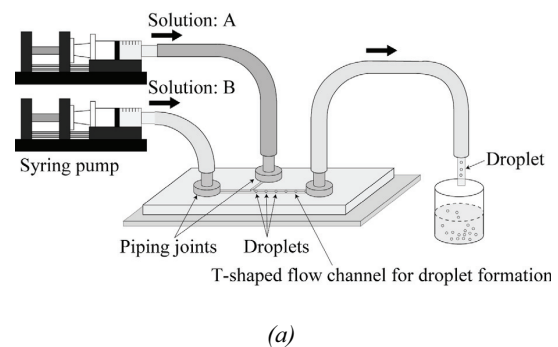 Solution: A
Solution: B
Syring pump
Droplet
Piping joints
Droplets
T-shaped flow channel for droplet formation
(a)